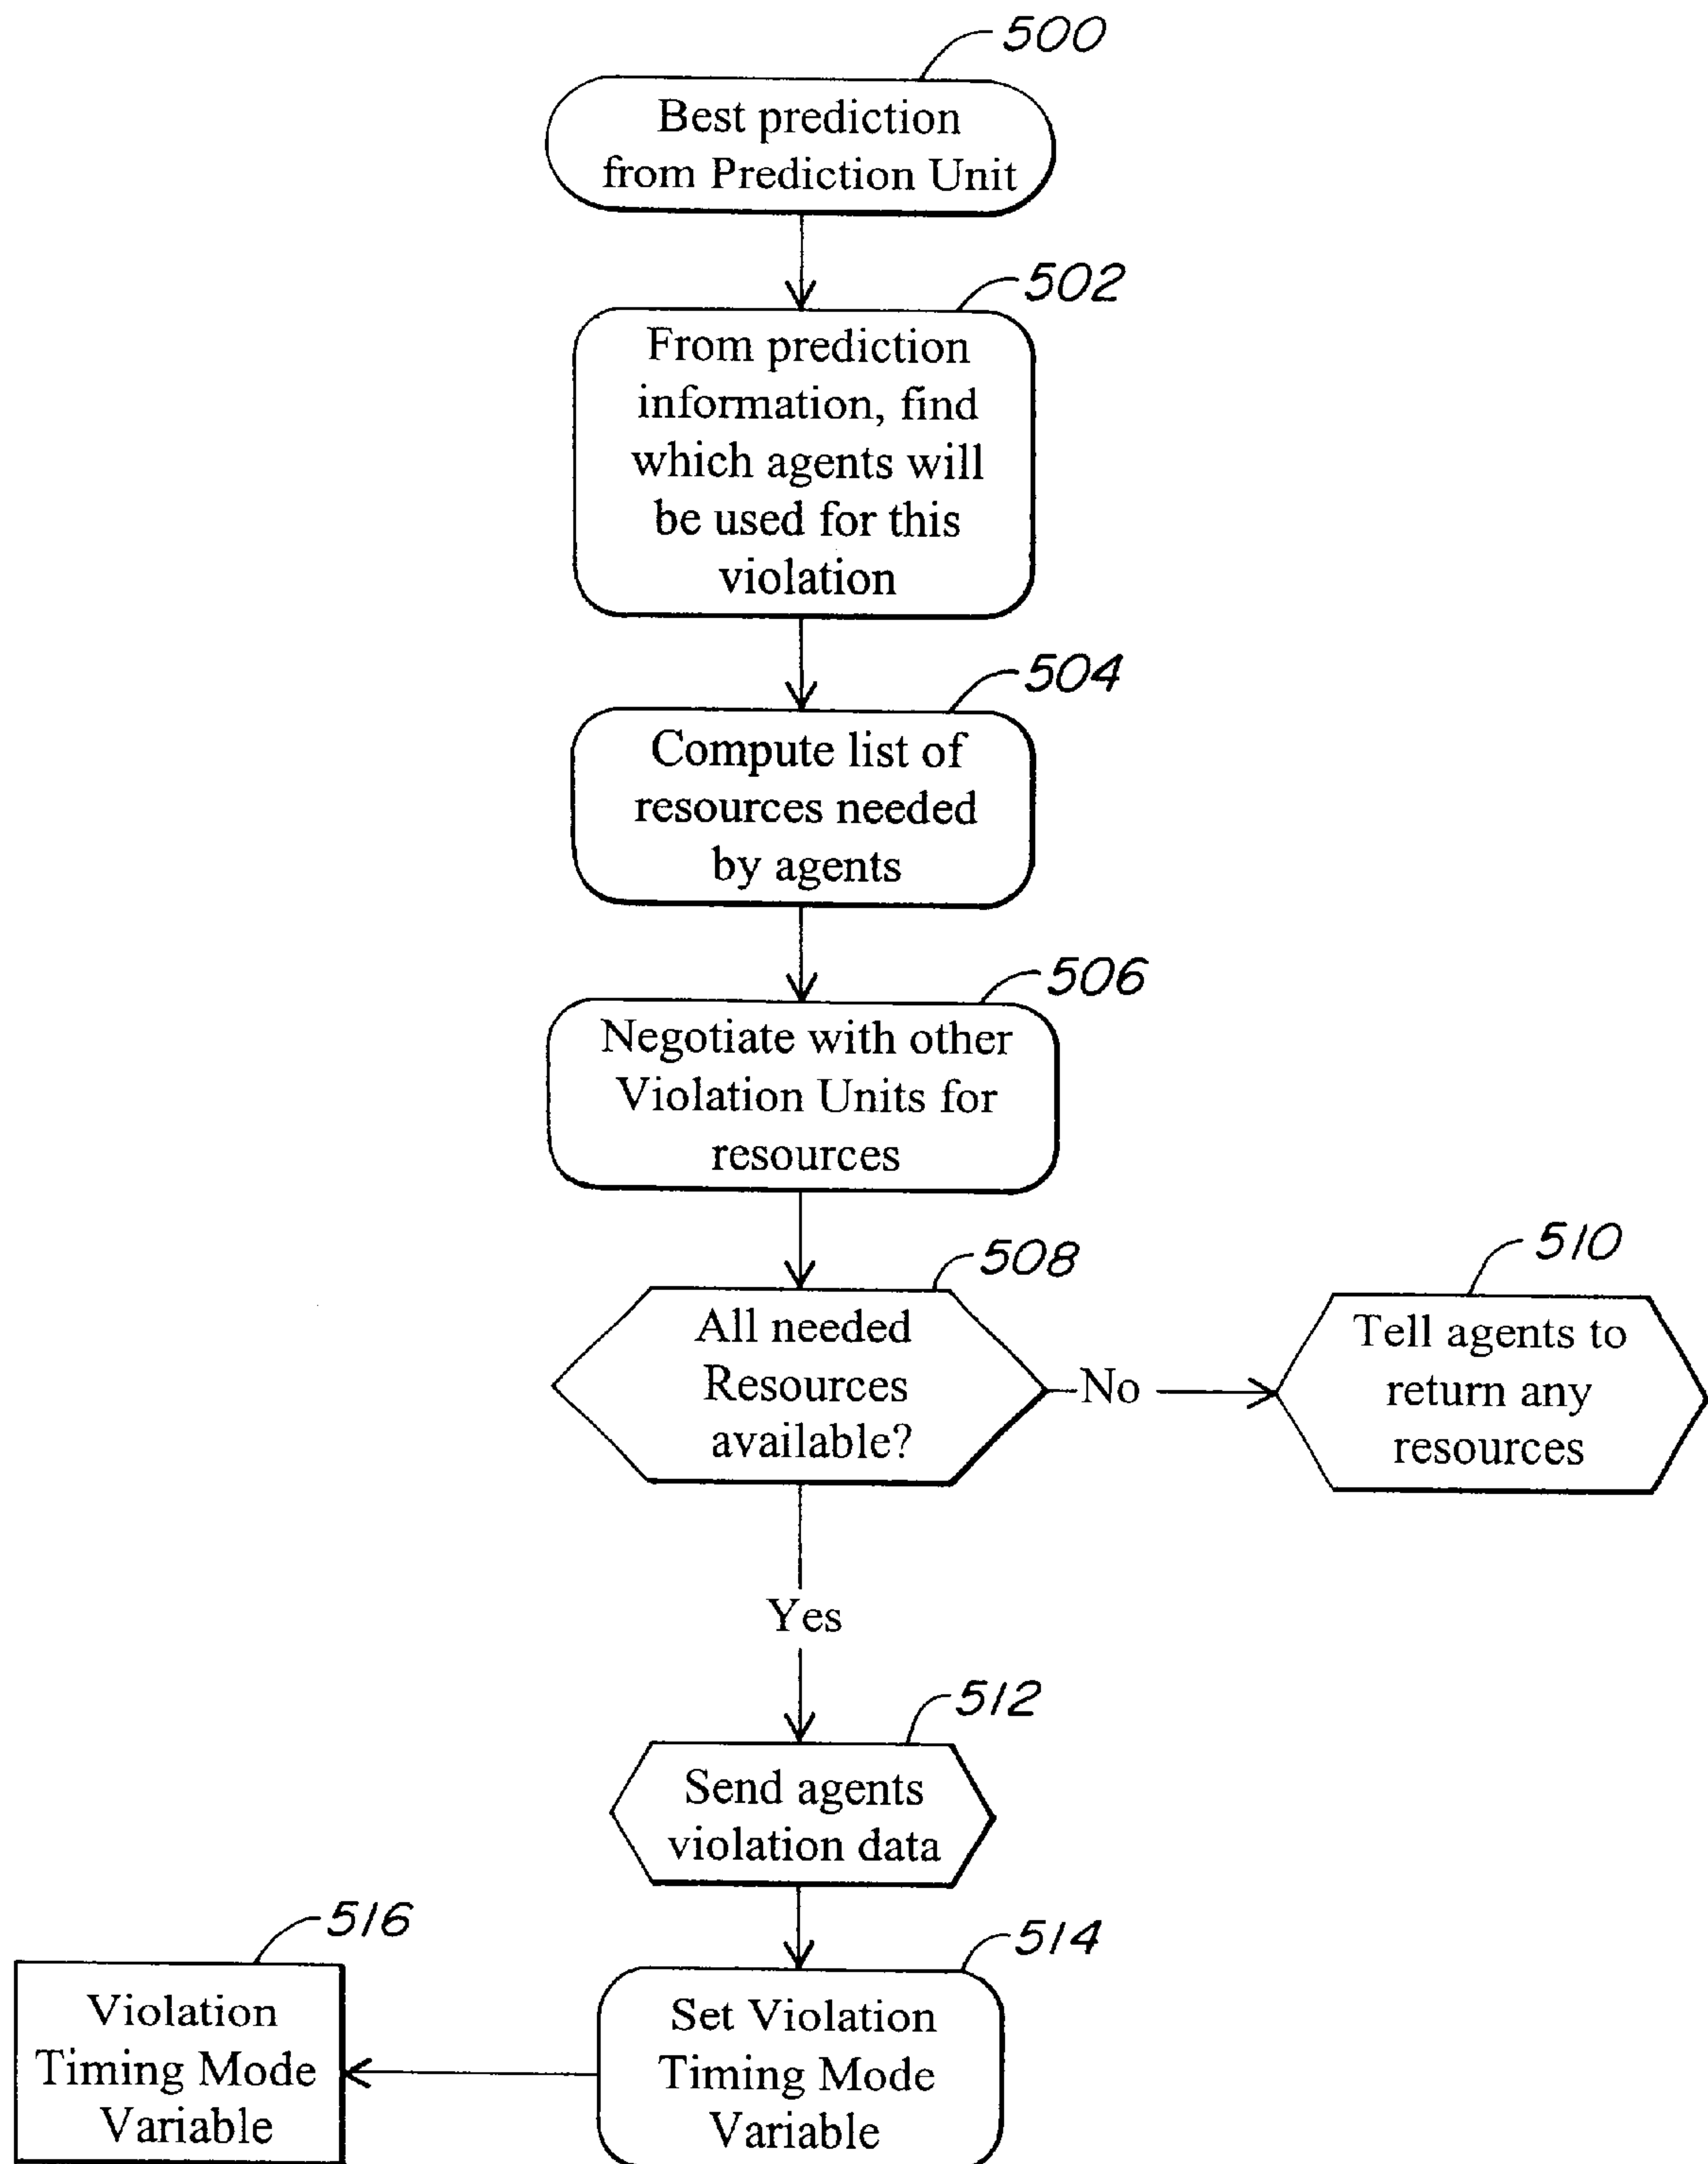 500
Best prediction
from Prediction Unit
502
From prediction
information, find
which agents will
be used for this
violation
504
Compute list of
resources needed
by agents
506
Negotiate with other
Violation Units for
resources
508
All needed
Resources
available?
No
510
Tell agents to
return any
resources
Yes
512
Send agents
violation data
514
Set Violation
Timing Mode
Variable
516
Violation
Timing Mode
Variable